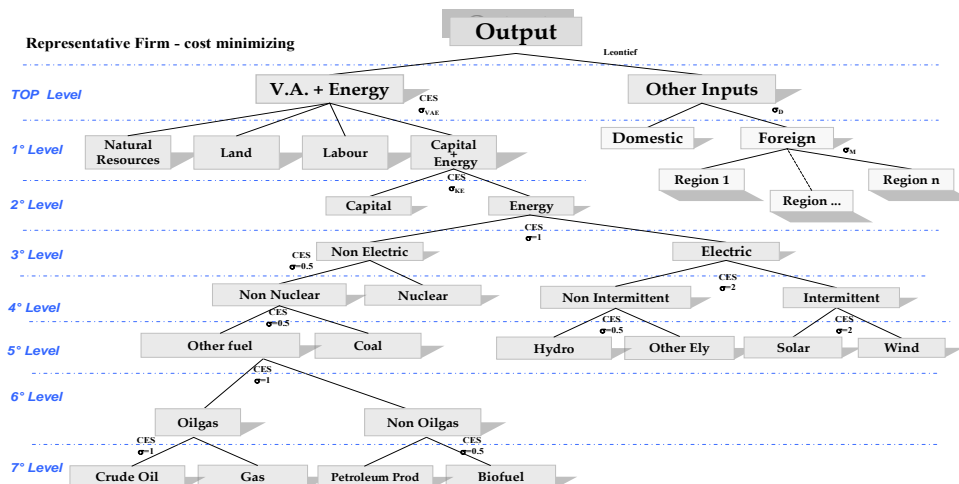 Output
Representative Firm - cost minimizing
Leontief
TOP Level
V.A. + Energy
Other Inputs
CES
σVAE
σD
1° Level
Natural
Resources
Land
Labour
Capital
+
Energy
Domestic
Foreign
σM
CES
σKE
Region 1
Region ...
Region n
2° Level
Capital
Energy
CES
σ=1
3° Level
Non Electric
Electric
CES
σ=0.5
CES
σ=2
4° Level
Non Nuclear
Nuclear
Non Intermittent
Intermittent
CES
σ=0.5
CES
σ=0.5
CES
σ=2
5° Level
Other fuel
Coal
Hydro
Other Ely
Solar
Wind
CES
σ=1
6° Level
Oilgas
Non Oilgas
CES
σ=1
CES
σ=0.5
7° Level
Crude Oil
Gas
Petroleum Prod
Biofuel